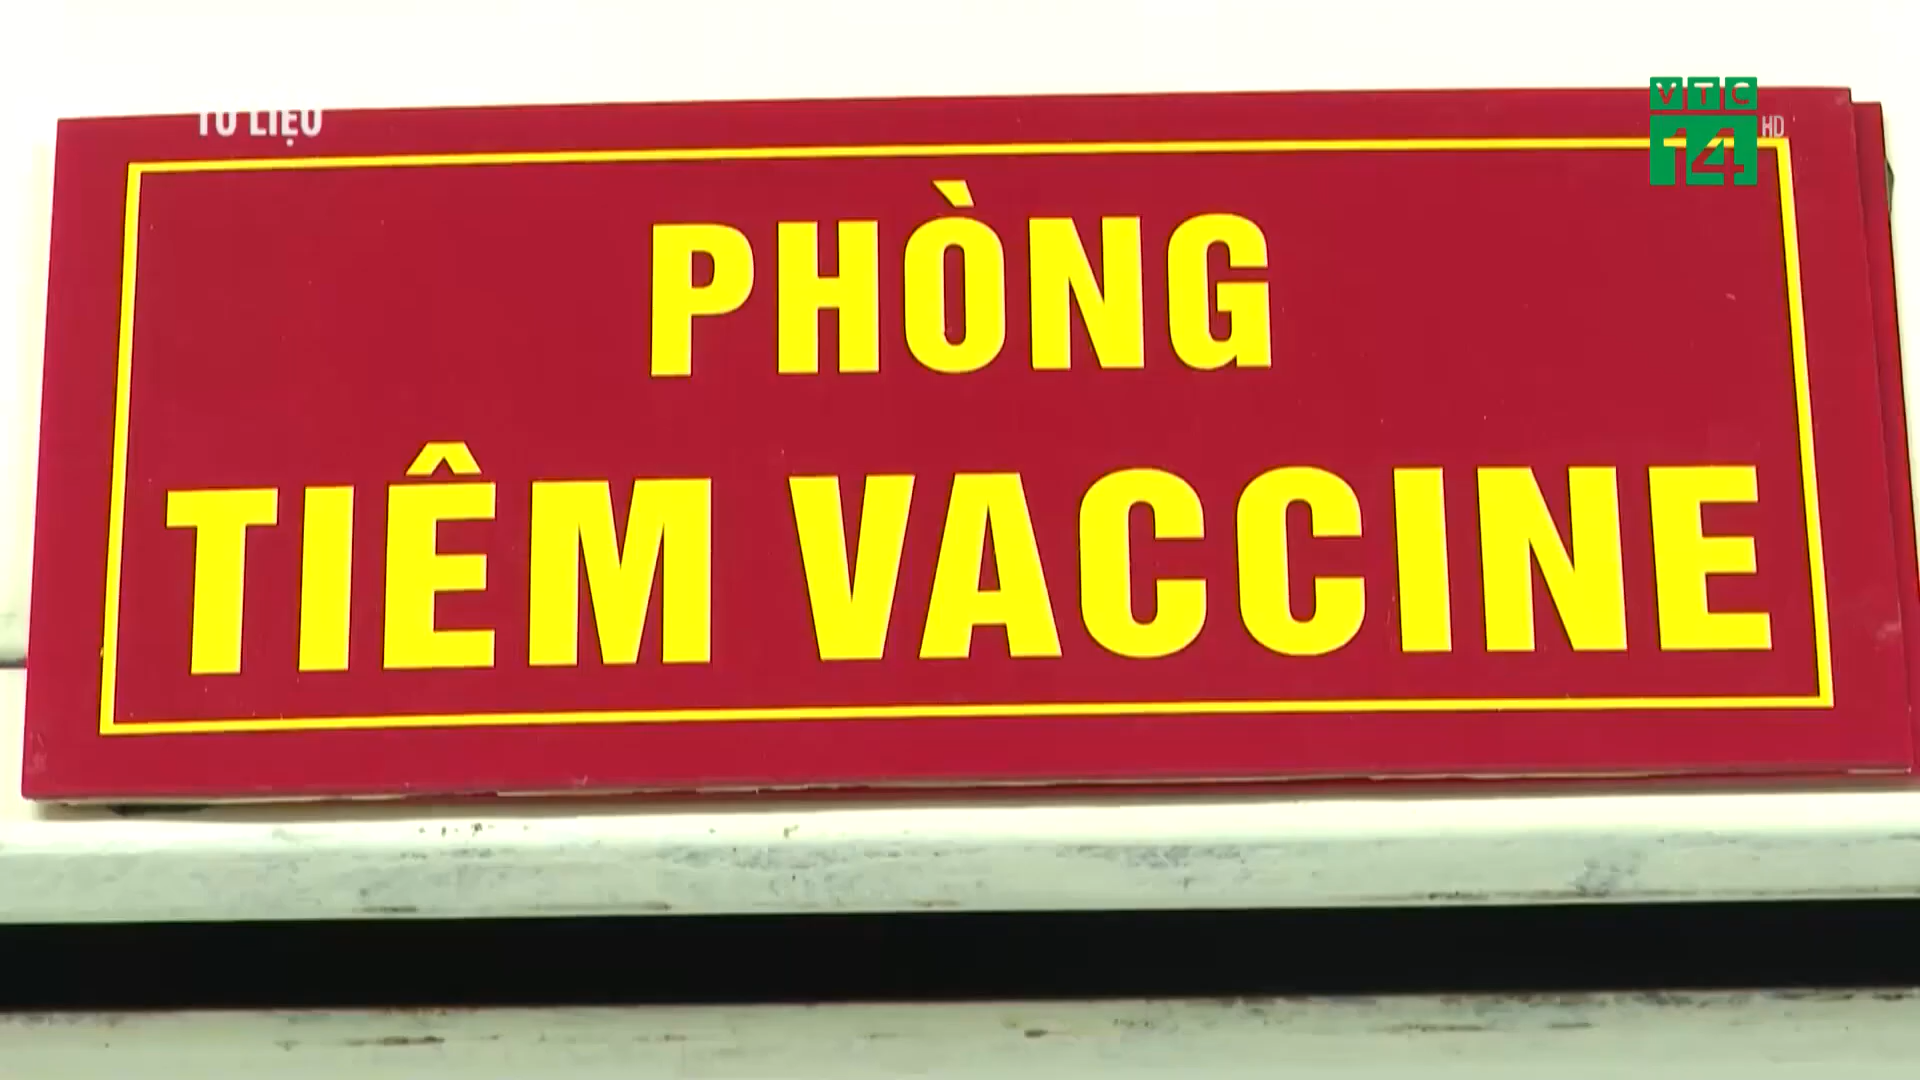 TƯ LIỆU
VTC
14 HD
PHÒNG
TIÊM VACCINE